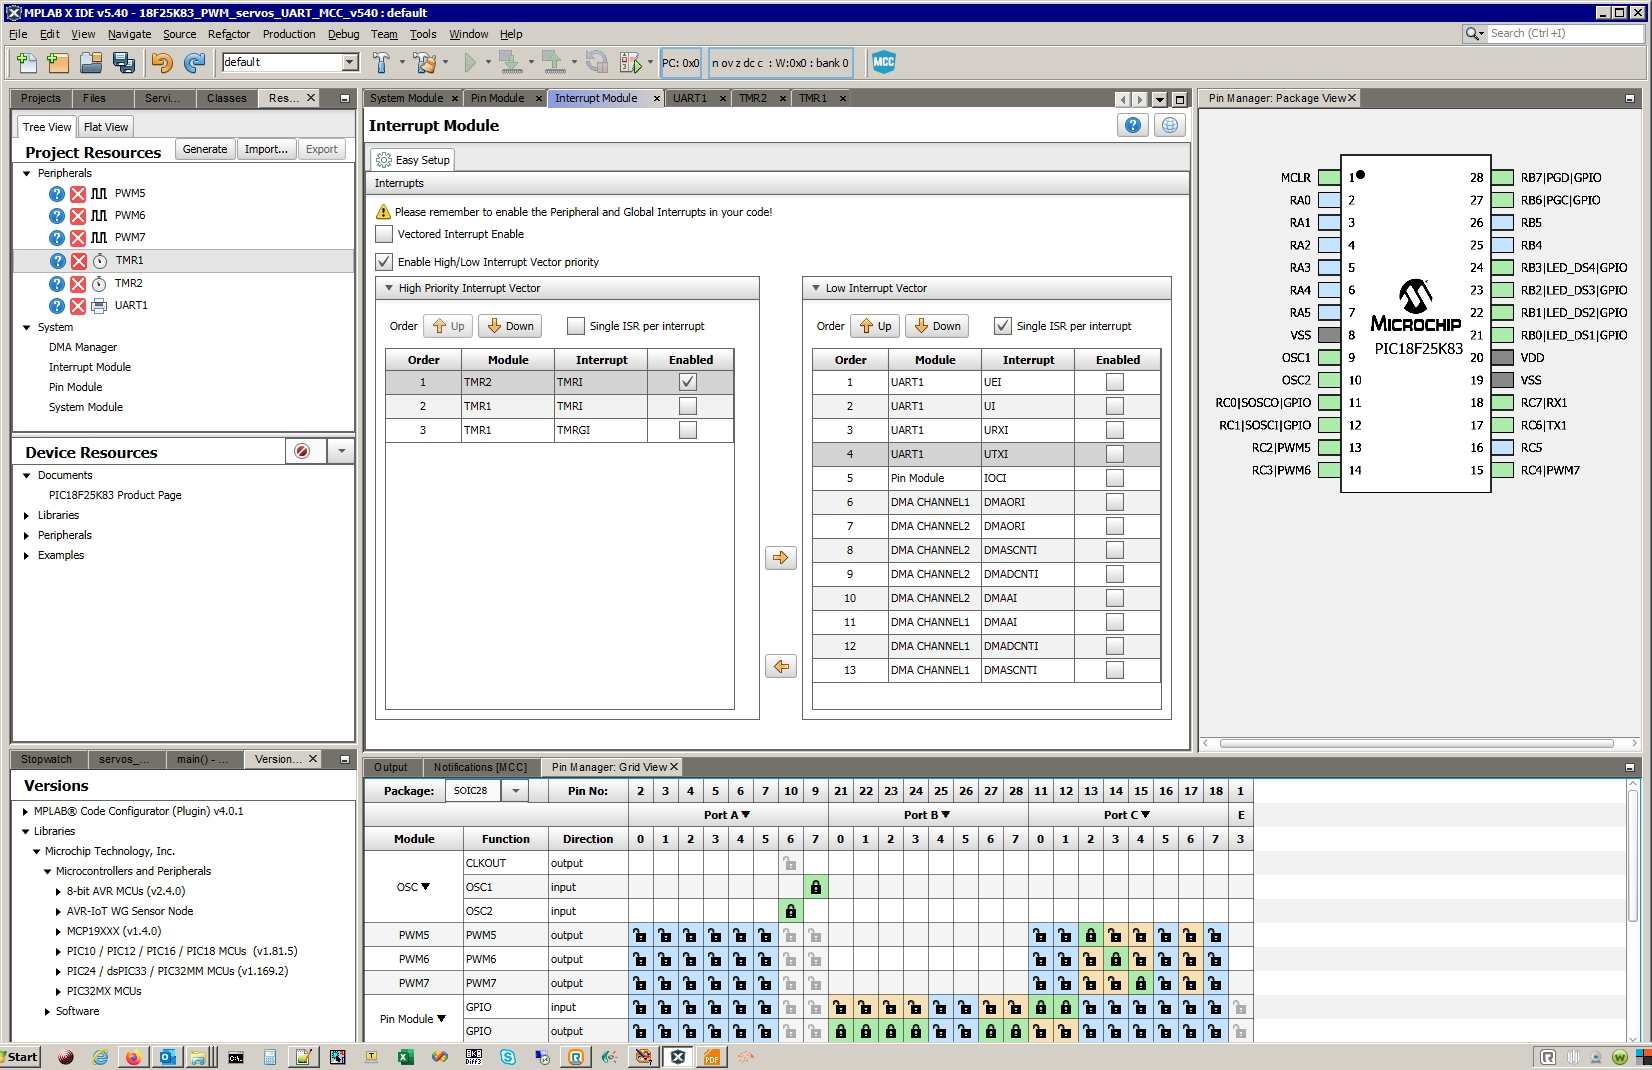 MPLAB X IDE v5.40 - 18F25K83_PWM_servos_UART_MCC_v540 : default
File Edit View Navigate Source Refactor Production Debug Team Tools Window Help
Search (Ctrl+I)
default
PC: 0x0
n ov z dc c : W:0x0 : bank 0
MCC
Projects Files Servi... Classes Res...
Tree View Flat View
Project Resources Generate Import... Export
Peripherals
PWM5
PWM6
PWM7
TMR1
TMR2
UART1
System
DMA Manager
Interrupt Module
Pin Module
System Module
Device Resources
Documents
PIC18F25K83 Product Page
Libraries
Peripherals
Examples
System Module Pin Module Interrupt Module UART1 TMR2 TMR1
Interrupt Module
Easy Setup
Interrupts
Please remember to enable the Peripheral and Global Interrupts in your code!
Vectored Interrupt Enable
Enable High/Low Interrupt Vector priority
High Priority Interrupt Vector
Order Up Down Single ISR per interrupt
Order Module Interrupt Enabled
1 TMR2 TMRI
2 TMR1 TMRI
3 TMR1 TMRGI
Low Interrupt Vector
Order Up Down Single ISR per interrupt
Order Module Interrupt Enabled
1 UART1 UEI
2 UART1 UI
3 UART1 URXI
4 UART1 UTXI
5 Pin Module IOCI
6 DMA CHANNEL1 DMAORI
7 DMA CHANNEL2 DMAORI
8 DMA CHANNEL2 DMASCNTI
9 DMA CHANNEL2 DMADCNTI
10 DMA CHANNEL2 DMAAI
11 DMA CHANNEL1 DMAAI
12 DMA CHANNEL1 DMADCNTI
13 DMA CHANNEL1 DMASCNTI
Pin Manager: Package View
MCLR 1 28 RB7|PGD|GPIO
RA0 2 27 RB6|PGC|GPIO
RA1 3 26 RB5
RA2 4 25 RB4
RA3 5 24 RB3|LED_DS4|GPIO
RA4 6 23 RB2|LED_DS3|GPIO
RA5 7 22 RB1|LED_DS2|GPIO
VSS 8 21 RB0|LED_DS1|GPIO
OSC1 9 20 VDD
OSC2 10 19 VSS
RC0|SOSCO|GPIO 11 18 RC7|RX1
RC1|SOSCI|GPIO 12 17 RC6|TX1
RC2|PWM5 13 16 RC5
RC3|PWM6 14 15 RC4|PWM7
MICROCHIP
PIC18F25K83
Stopwatch servos_... main() - ... Version...
Versions
MPLAB® Code Configurator (Plugin) v4.0.1
Libraries
Microchip Technology, Inc.
Microcontrollers and Peripherals
8-bit AVR MCUs (v2.4.0)
AVR-IoT WG Sensor Node
MCP19XXX (v1.4.0)
PIC10 / PIC12 / PIC16 / PIC18 MCUs (v1.81.5)
PIC24 / dsPIC33 / PIC32MM MCUs (v1.169.2)
PIC32MX MCUs
Software
Output Notifications [MCC] Pin Manager: Grid View
Package: SOIC28 Pin No: 2 3 4 5 6 7 10 9 21 22 23 24 25 26 27 28 11 12 13 14 15 16 17 18 1
Port A Port B Port C E
Module Function Direction 0 1 2 3 4 5 6 7 0 1 2 3 4 5 6 7 0 1 2 3 4 5 6 7 3
OSC
CLKOUT output
OSC1 input
OSC2 input
PWM5 PWM5 output
PWM6 PWM6 output
PWM7 PWM7 output
Pin Module
GPIO input
GPIO output
Start